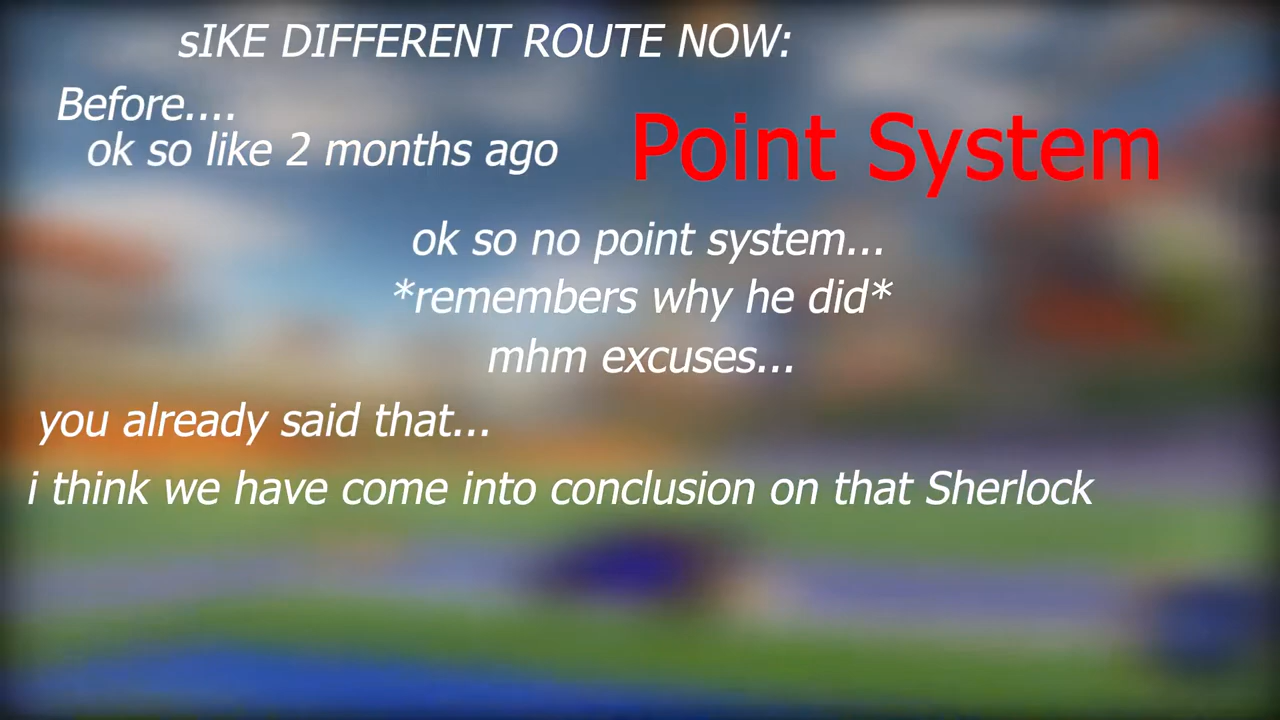 sIKE DIFFERENT ROUTE NOW:
Before....
ok so like 2 months ago
Point System
ok so no point system...
*remembers why he did*
mhm excuses...
you already said that...
i think we have come into conclusion on that Sherlock